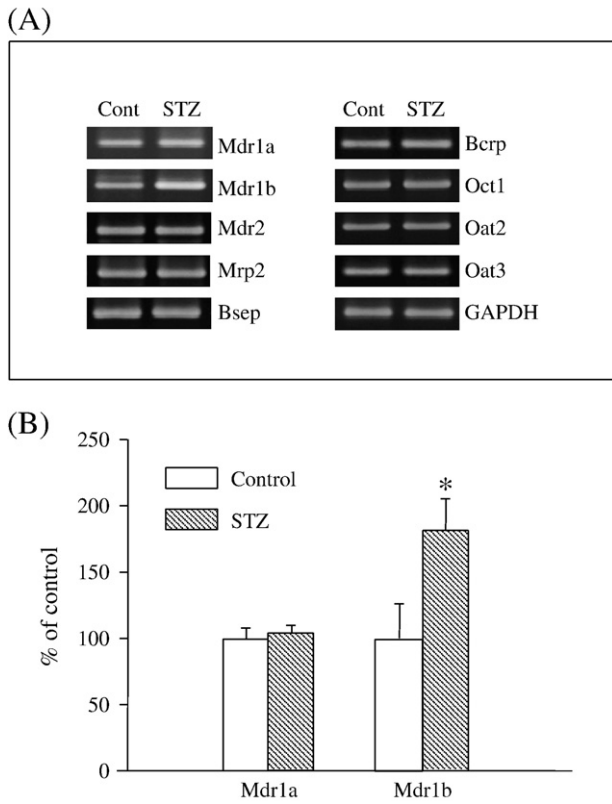 (A)
Cont STZ
Mdr1a
Mdr1b
Mdr2
Mrp2
Bsep
Cont STZ
Bcrp
Oct1
Oat2
Oat3
GAPDH
(B)
% of control
250
200
150
100
50
0
Control
STZ
*
Mdr1a Mdr1b